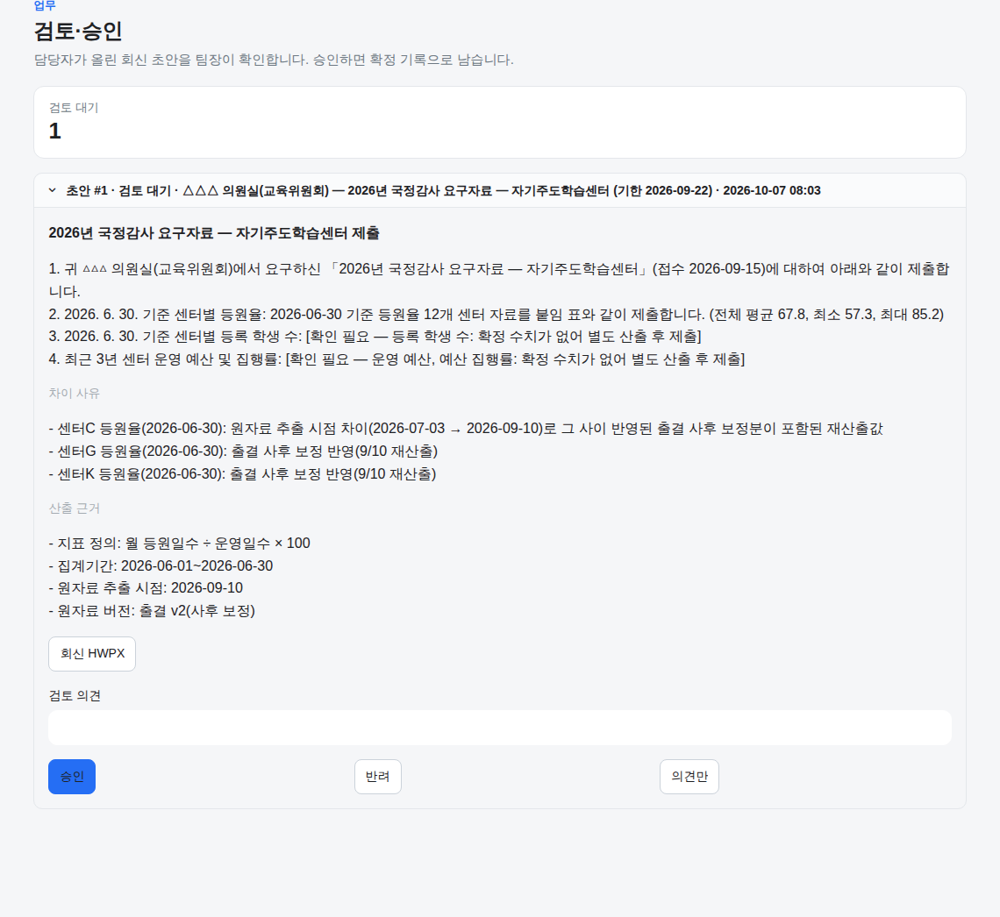 업무
검토·승인
담당자가 올린 회신 초안을 팀장이 확인합니다. 승인하면 확정 기록으로 남습니다.
검토 대기
1
초안 #1 · 검토 대기 · △△△ 의원실(교육위원회) — 2026년 국정감사 요구자료 — 자기주도학습센터 (기한 2026-09-22) · 2026-10-07 08:03
2026년 국정감사 요구자료 — 자기주도학습센터 제출
1. 귀 △△△ 의원실(교육위원회)에서 요구하신 「2026년 국정감사 요구자료 — 자기주도학습센터」(접수 2026-09-15)에 대하여 아래와 같이 제출합
니다.
2. 2026. 6. 30. 기준 센터별 등원율: 2026-06-30 기준 등원율 12개 센터 자료를 붙임 표와 같이 제출합니다. (전체 평균 67.8, 최소 57.3, 최대 85.2)
3. 2026. 6. 30. 기준 센터별 등록 학생 수: [확인 필요 — 등록 학생 수: 확정 수치가 없어 별도 산출 후 제출]
4. 최근 3년 센터 운영 예산 및 집행률: [확인 필요 — 운영 예산, 예산 집행률: 확정 수치가 없어 별도 산출 후 제출]
차이 사유
- 센터C 등원율(2026-06-30): 원자료 추출 시점 차이(2026-07-03 → 2026-09-10)로 그 사이 반영된 출결 사후 보정분이 포함된 재산출값
- 센터G 등원율(2026-06-30): 출결 사후 보정 반영(9/10 재산출)
- 센터K 등원율(2026-06-30): 출결 사후 보정 반영(9/10 재산출)
산출 근거
- 지표 정의: 월 등원일수 ÷ 운영일수 × 100
- 집계기간: 2026-06-01~2026-06-30
- 원자료 추출 시점: 2026-09-10
- 원자료 버전: 출결 v2(사후 보정)
회신 HWPX
검토 의견
승인
반려
의견만